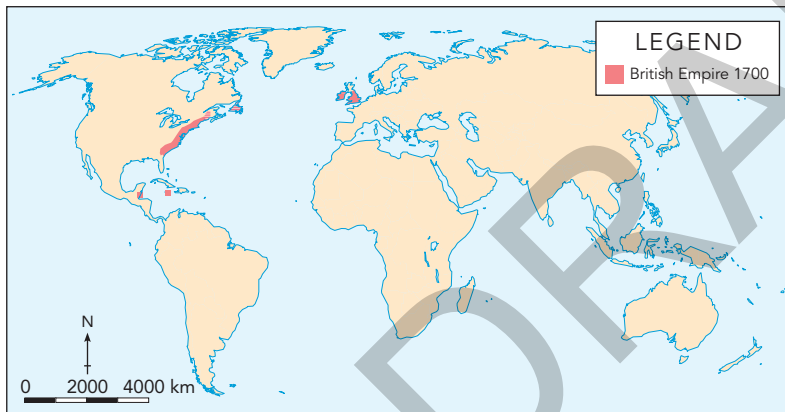 LEGEND
British Empire 1700
N
0 2000 4000 km
DRA